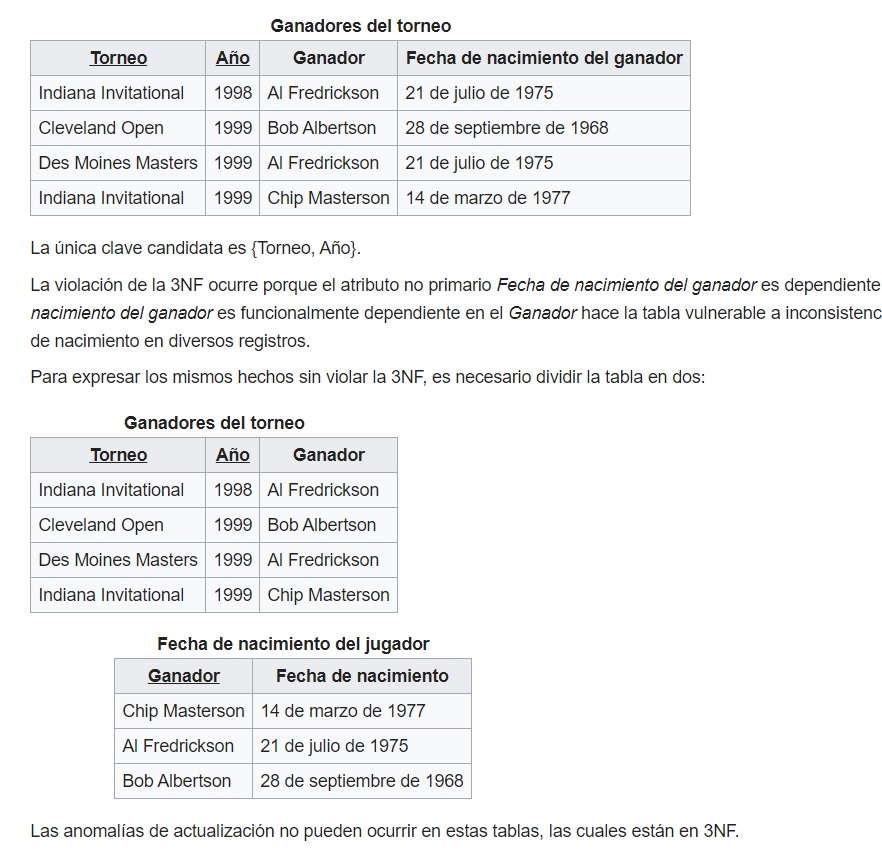 Ganadores del torneo
Torneo Año Ganador Fecha de nacimiento del ganador
Indiana Invitational 1998 Al Fredrickson 21 de julio de 1975
Cleveland Open 1999 Bob Albertson 28 de septiembre de 1968
Des Moines Masters 1999 Al Fredrickson 21 de julio de 1975
Indiana Invitational 1999 Chip Masterson 14 de marzo de 1977
La única clave candidata es {Torneo, Año}.
La violación de la 3NF ocurre porque el atributo no primario Fecha de nacimiento del ganador es dependiente
nacimiento del ganador es funcionalmente dependiente en el Ganador hace la tabla vulnerable a inconsistenc
de nacimiento en diversos registros.
Para expresar los mismos hechos sin violar la 3NF, es necesario dividir la tabla en dos:
Ganadores del torneo
Torneo Año Ganador
Indiana Invitational 1998 Al Fredrickson
Cleveland Open 1999 Bob Albertson
Des Moines Masters 1999 Al Fredrickson
Indiana Invitational 1999 Chip Masterson
Fecha de nacimiento del jugador
Ganador Fecha de nacimiento
Chip Masterson 14 de marzo de 1977
Al Fredrickson 21 de julio de 1975
Bob Albertson 28 de septiembre de 1968
Las anomalías de actualización no pueden ocurrir en estas tablas, las cuales están en 3NF.